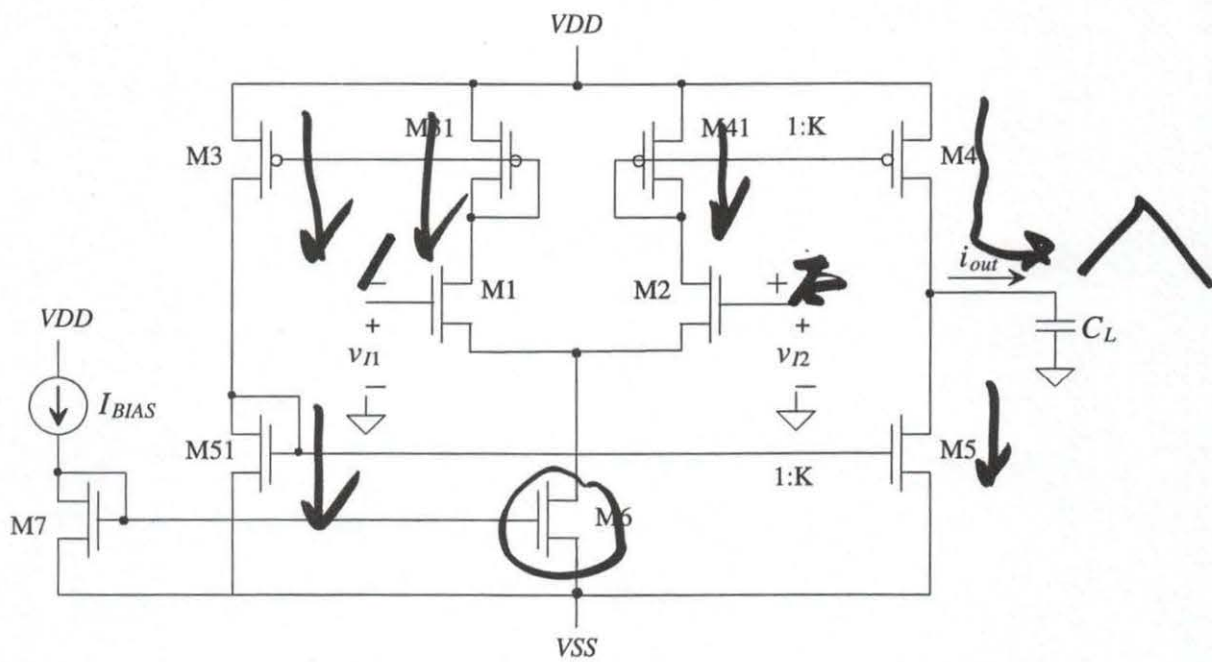 VDD
M3
M31
M41
1:K
M4
i_out
−
M1
M2
+
VDD
+
v_I1
−
+
v_I2
−
C_L
I_BIAS
M51
1:K
M5
M7
M6
VSS